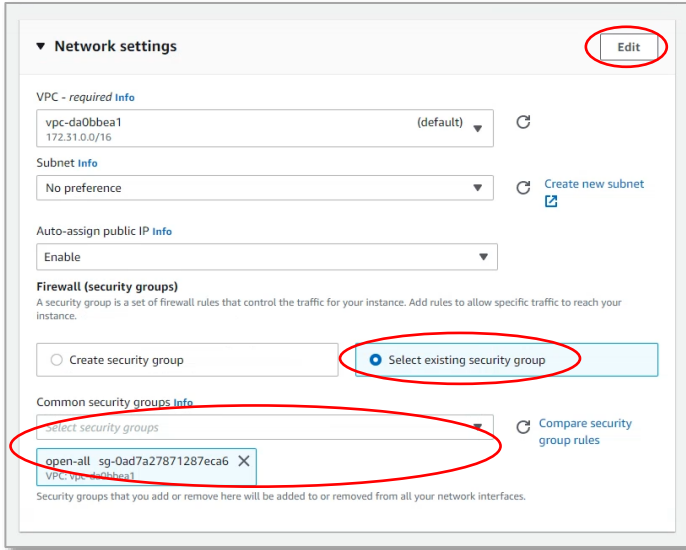 Network settings
Edit
VPC - required Info
vpc-da0bbea1 (default)
172.31.0.0/16
Subnet Info
No preference
Create new subnet
Auto-assign public IP Info
Enable
Firewall (security groups)
A security group is a set of firewall rules that control the traffic for your instance. Add rules to allow specific traffic to reach your
instance.
Create security group
Select existing security group
Common security groups Info
Select security groups
Compare security
group rules
open-all sg-0ad7a27871287eca6
VPC: vpc-da0bbea1
Security groups that you add or remove here will be added to or removed from all your network interfaces.